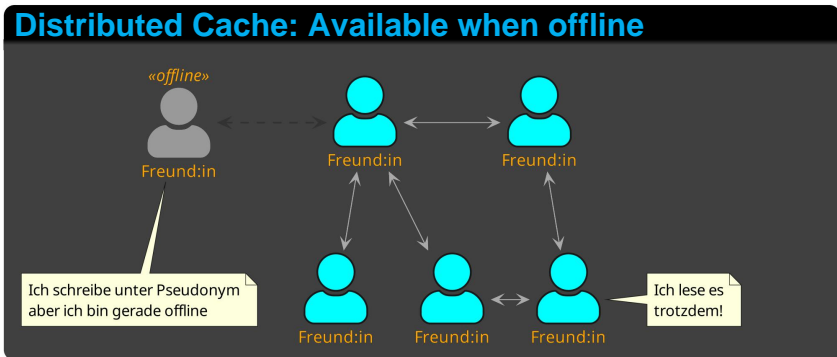 Distributed Cache: Available when offline
«offline»
Freund:in
Freund:in
Freund:in
Ich schreibe unter Pseudonym
aber ich bin gerade offline
Ich lese es
trotzdem!
Freund:in
Freund:in
Freund:in